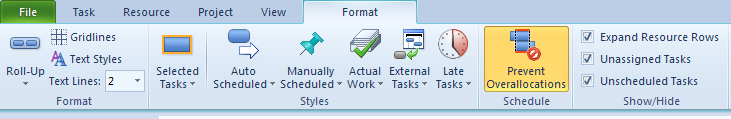 File Task Resource Project View Format
Gridlines
Text Styles
Roll-Up Text Lines: 2
Format
Selected Tasks
Auto Scheduled
Manually Scheduled
Actual Work
External Tasks
Late Tasks
Styles
Prevent Overallocations
Schedule
Expand Resource Rows
Unassigned Tasks
Unscheduled Tasks
Show/Hide